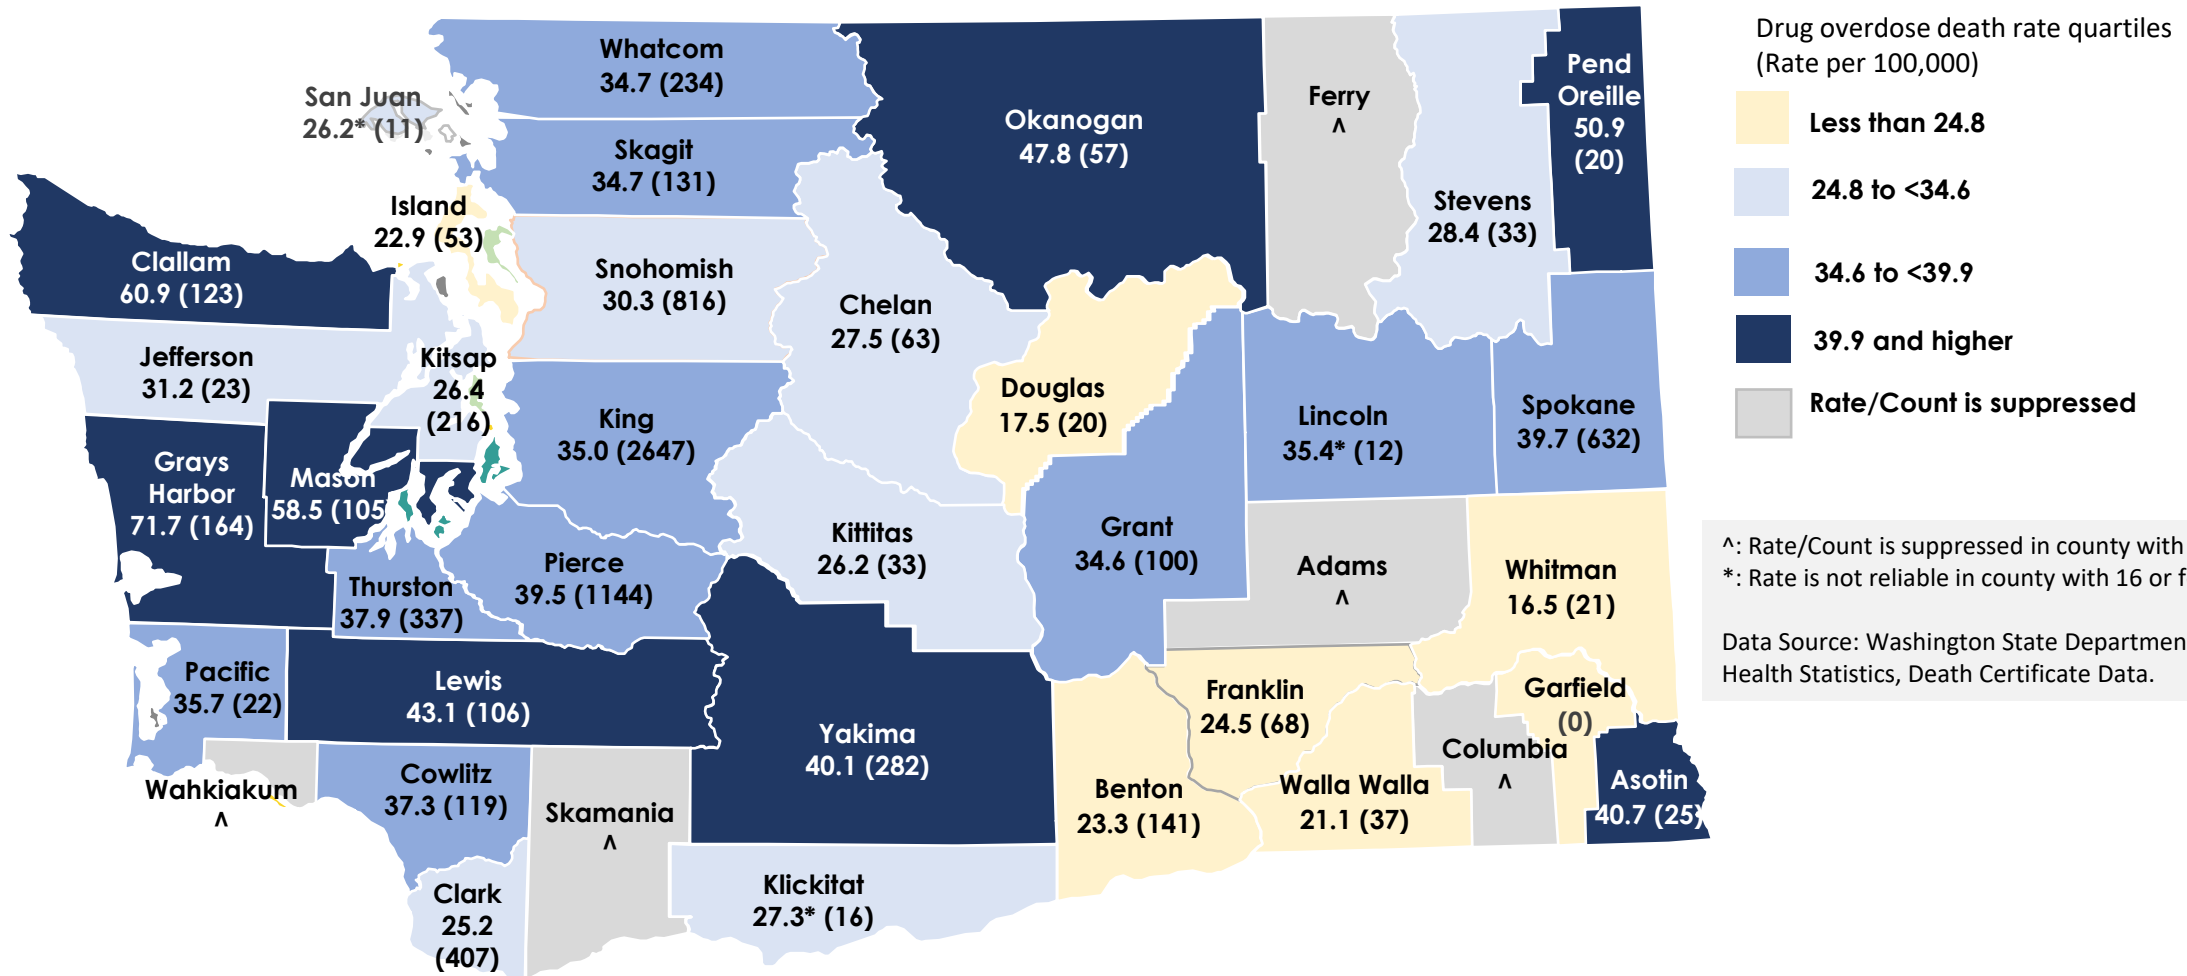 Whatcom
34.7 (234)
San Juan
26.2* (11)
Skagit
34.7 (131)
Okanogan
47.8 (57)
Ferry
^
Stevens
28.4 (33)
Pend
Oreille
50.9
(20)
Island
22.9 (53)
Clallam
60.9 (123)
Snohomish
30.3 (816)
Chelan
27.5 (63)
Jefferson
31.2 (23)
Kitsap
26.4
(216)
King
35.0 (2647)
Douglas
17.5 (20)
Lincoln
35.4* (12)
Spokane
39.7 (632)
Grays
Harbor
71.7 (164)
Mason
58.5 (105
Kittitas
26.2 (33)
Grant
34.6 (100)
Adams
^
Whitman
16.5 (21)
Thurston
37.9 (337)
Pierce
39.5 (1144)
Pacific
35.7 (22)
Lewis
43.1 (106)
Yakima
40.1 (282)
Franklin
24.5 (68)
Garfield
(0)
Columbia
^
Wahkiakum
^
Cowlitz
37.3 (119)
Skamania
^
Benton
23.3 (141)
Walla Walla
21.1 (37)
Asotin
40.7 (25)
Clark
25.2
(407)
Klickitat
27.3* (16)
Drug overdose death rate quartiles
(Rate per 100,000)
Less than 24.8
24.8 to <34.6
34.6 to <39.9
39.9 and higher
Rate/Count is suppressed
^: Rate/Count is suppressed in county with
*: Rate is not reliable in county with 16 or f
Data Source: Washington State Departmen
Health Statistics, Death Certificate Data.